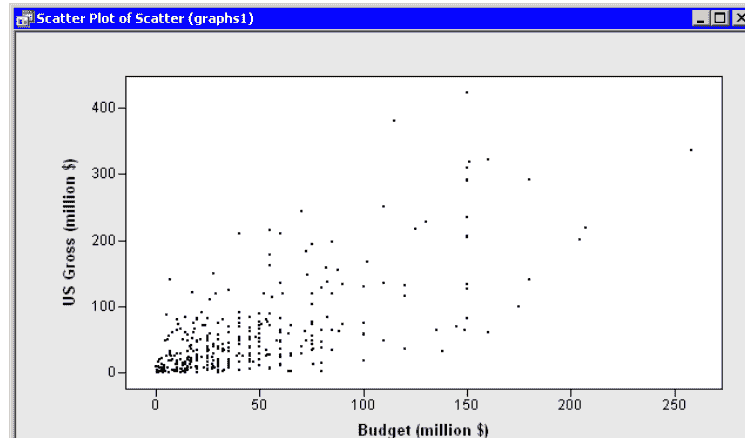 Scatter Plot of Scatter (graphs1)
US Gross (million $)
400
300
200
100
0
0 50 100 150 200 250
Budget (million $)